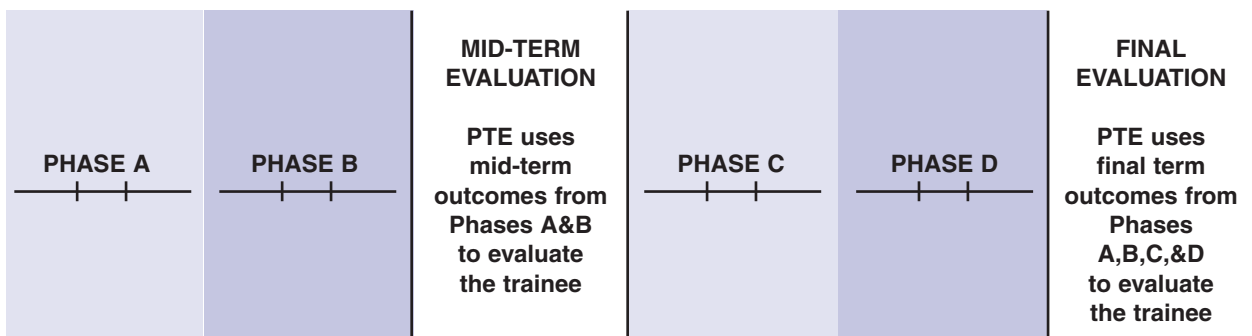 PHASE A
PHASE B
MID-TERM
EVALUATION
PTE uses
mid-term
outcomes from
Phases A&B
to evaluate
the trainee
PHASE C
PHASE D
FINAL
EVALUATION
PTE uses
final term
outcomes from
Phases
A,B,C,&D
to evaluate
the trainee